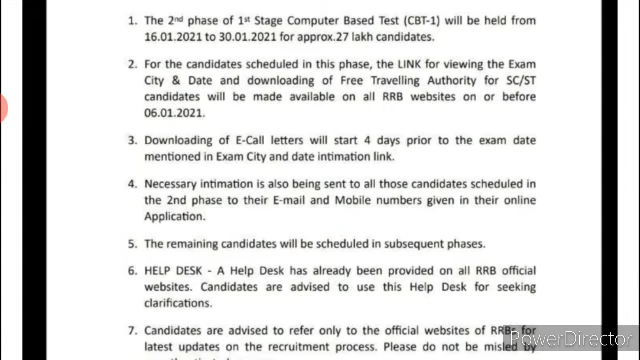 1. The 2nd phase of 1st Stage Computer Based Test (CBT-1) will be held from
16.01.2021 to 30.01.2021 for approx.27 lakh candidates.
2. For the candidates scheduled in this phase, the LINK for viewing the Exam
City & Date and downloading of Free Travelling Authority for SC/ST
candidates will be made available on all RRB websites on or before
06.01.2021.
3. Downloading of E-Call letters will start 4 days prior to the exam date
mentioned in Exam City and date intimation link.
4. Necessary intimation is also being sent to all those candidates scheduled in
the 2nd phase to their E-mail and Mobile numbers given in their online
Application.
5. The remaining candidates will be scheduled in subsequent phases.
6. HELP DESK - A Help Desk has already been provided on all RRB official
websites. Candidates are advised to use this Help Desk for seeking
clarifications.
7. Candidates are advised to refer only to the official websites of RRBs for
latest updates on the recruitment process. Please do not be misled by
PowerDirector